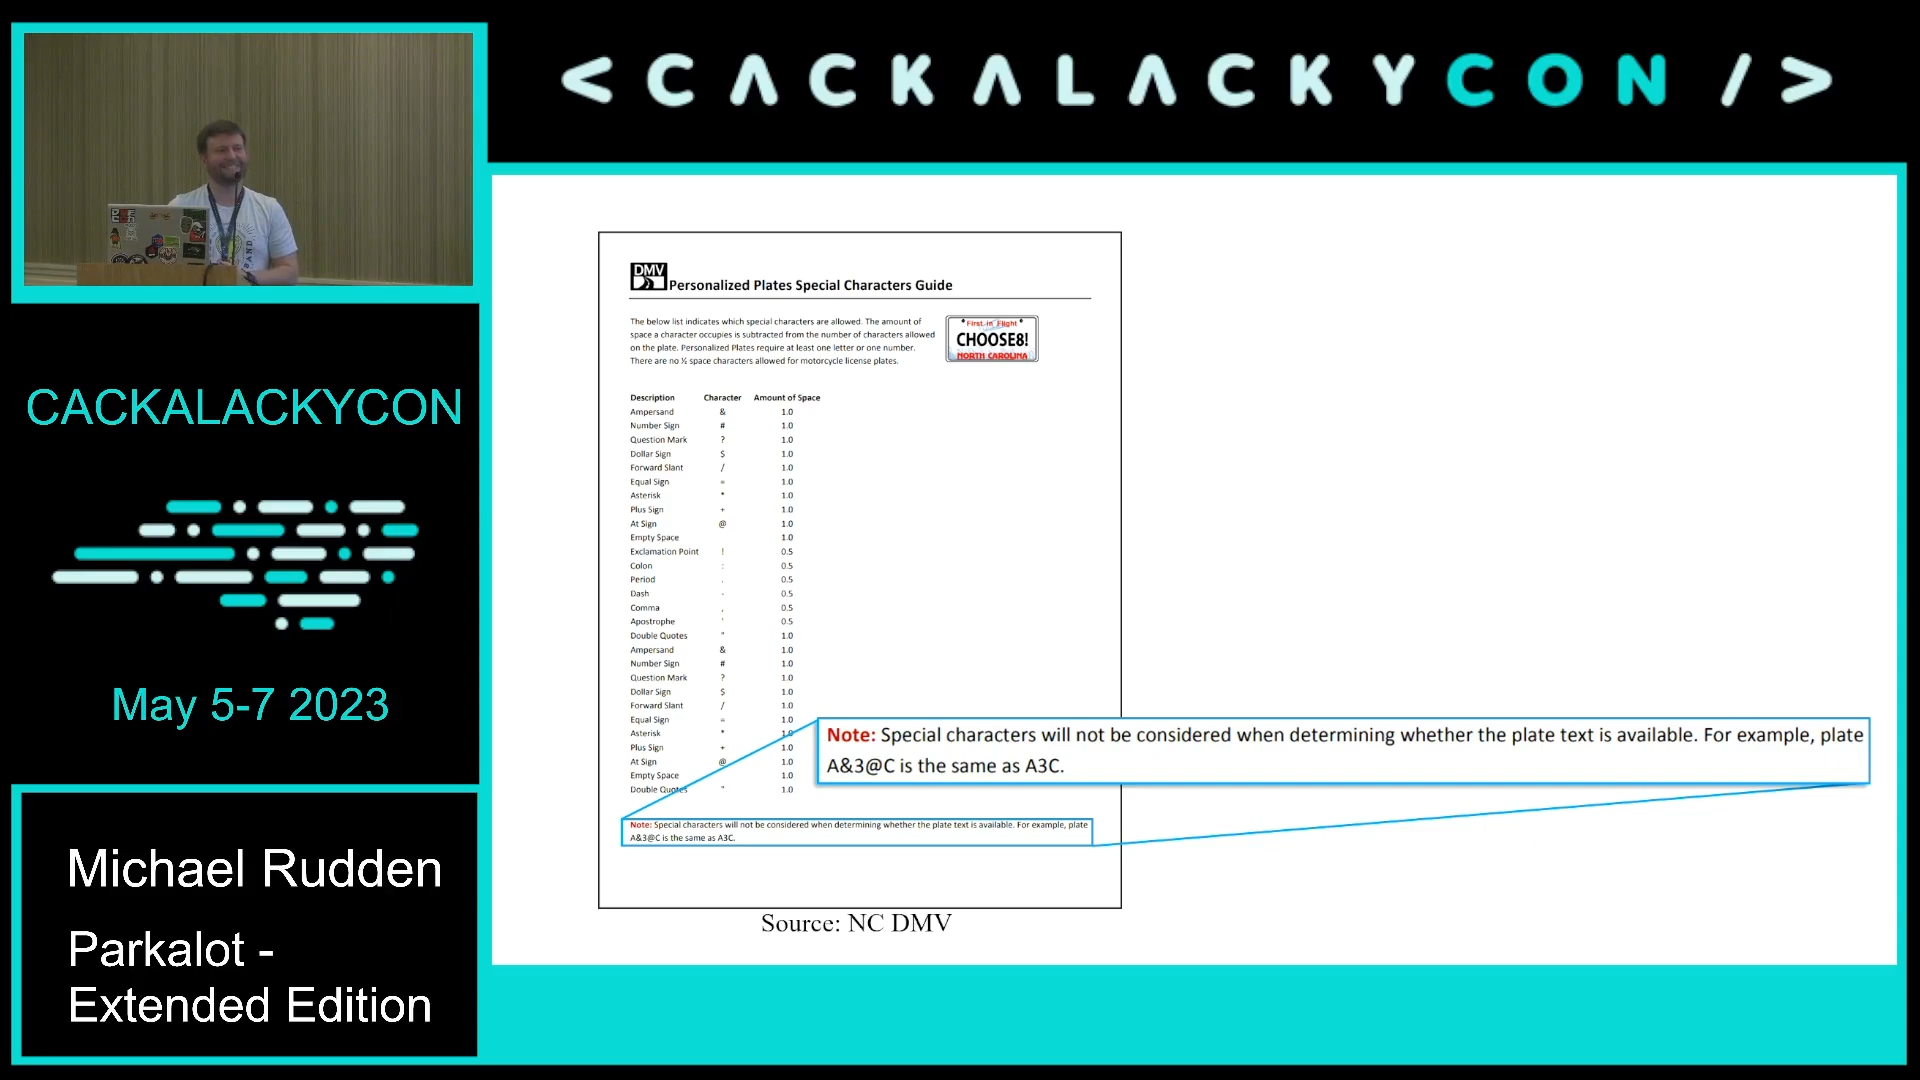 <CACKALACKYCON />
CACKALACKYCON
May 5-7 2023
Michael Rudden
Parkalot -
Extended Edition
DMV
Personalized Plates Special Characters Guide
The below list indicates which special characters are allowed. The amount of
space a character occupies is subtracted from the number of characters allowed
on the plate. Personalized Plates require at least one letter or one number.
There are no ½ space characters allowed for motorcycle license plates.
First in Flight
CHOOSE8!
NORTH CAROLINA
Description Character Amount of Space
Ampersand & 1.0
Number Sign # 1.0
Question Mark ? 1.0
Dollar Sign $ 1.0
Forward Slant / 1.0
Equal Sign = 1.0
Asterisk * 1.0
Plus Sign + 1.0
At Sign @ 1.0
Empty Space 1.0
Exclamation Point ! 0.5
Colon : 0.5
Period . 0.5
Dash - 0.5
Comma , 0.5
Apostrophe ' 0.5
Double Quotes " 1.0
Ampersand & 1.0
Number Sign # 1.0
Question Mark ? 1.0
Dollar Sign $ 1.0
Forward Slant / 1.0
Equal Sign = 1.0
Asterisk * 1.0
Plus Sign + 1.0
At Sign @ 1.0
Empty Space 1.0
Double Quotes " 1.0
Note: Special characters will not be considered when determining whether the plate text is available. For example, plate
A&3@C is the same as A3C.
Note: Special characters will not be considered when determining whether the plate text is available. For example, plate
A&3@C is the same as A3C.
Source: NC DMV